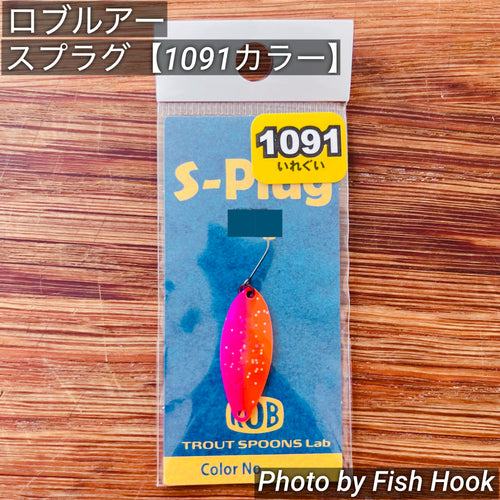 ロブルアー
スプラグ【1091カラー】
1091
いれぐい
S-Plug
ROB
TROUT SPOONS Lab
Color No
Photo by Fish Hook